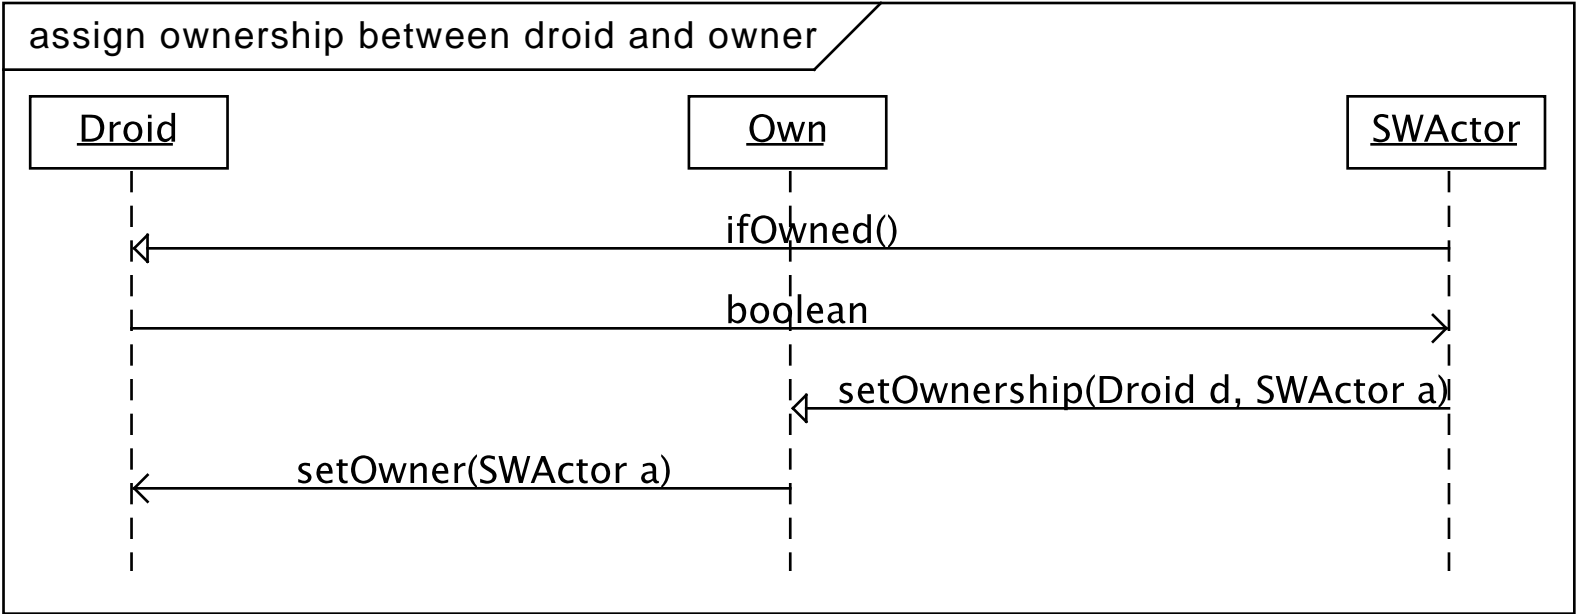 assign ownership between droid and owner
Droid
Own
SWActor
ifOwned()
boolean
setOwnership(Droid d, SWActor a)
setOwner(SWActor a)